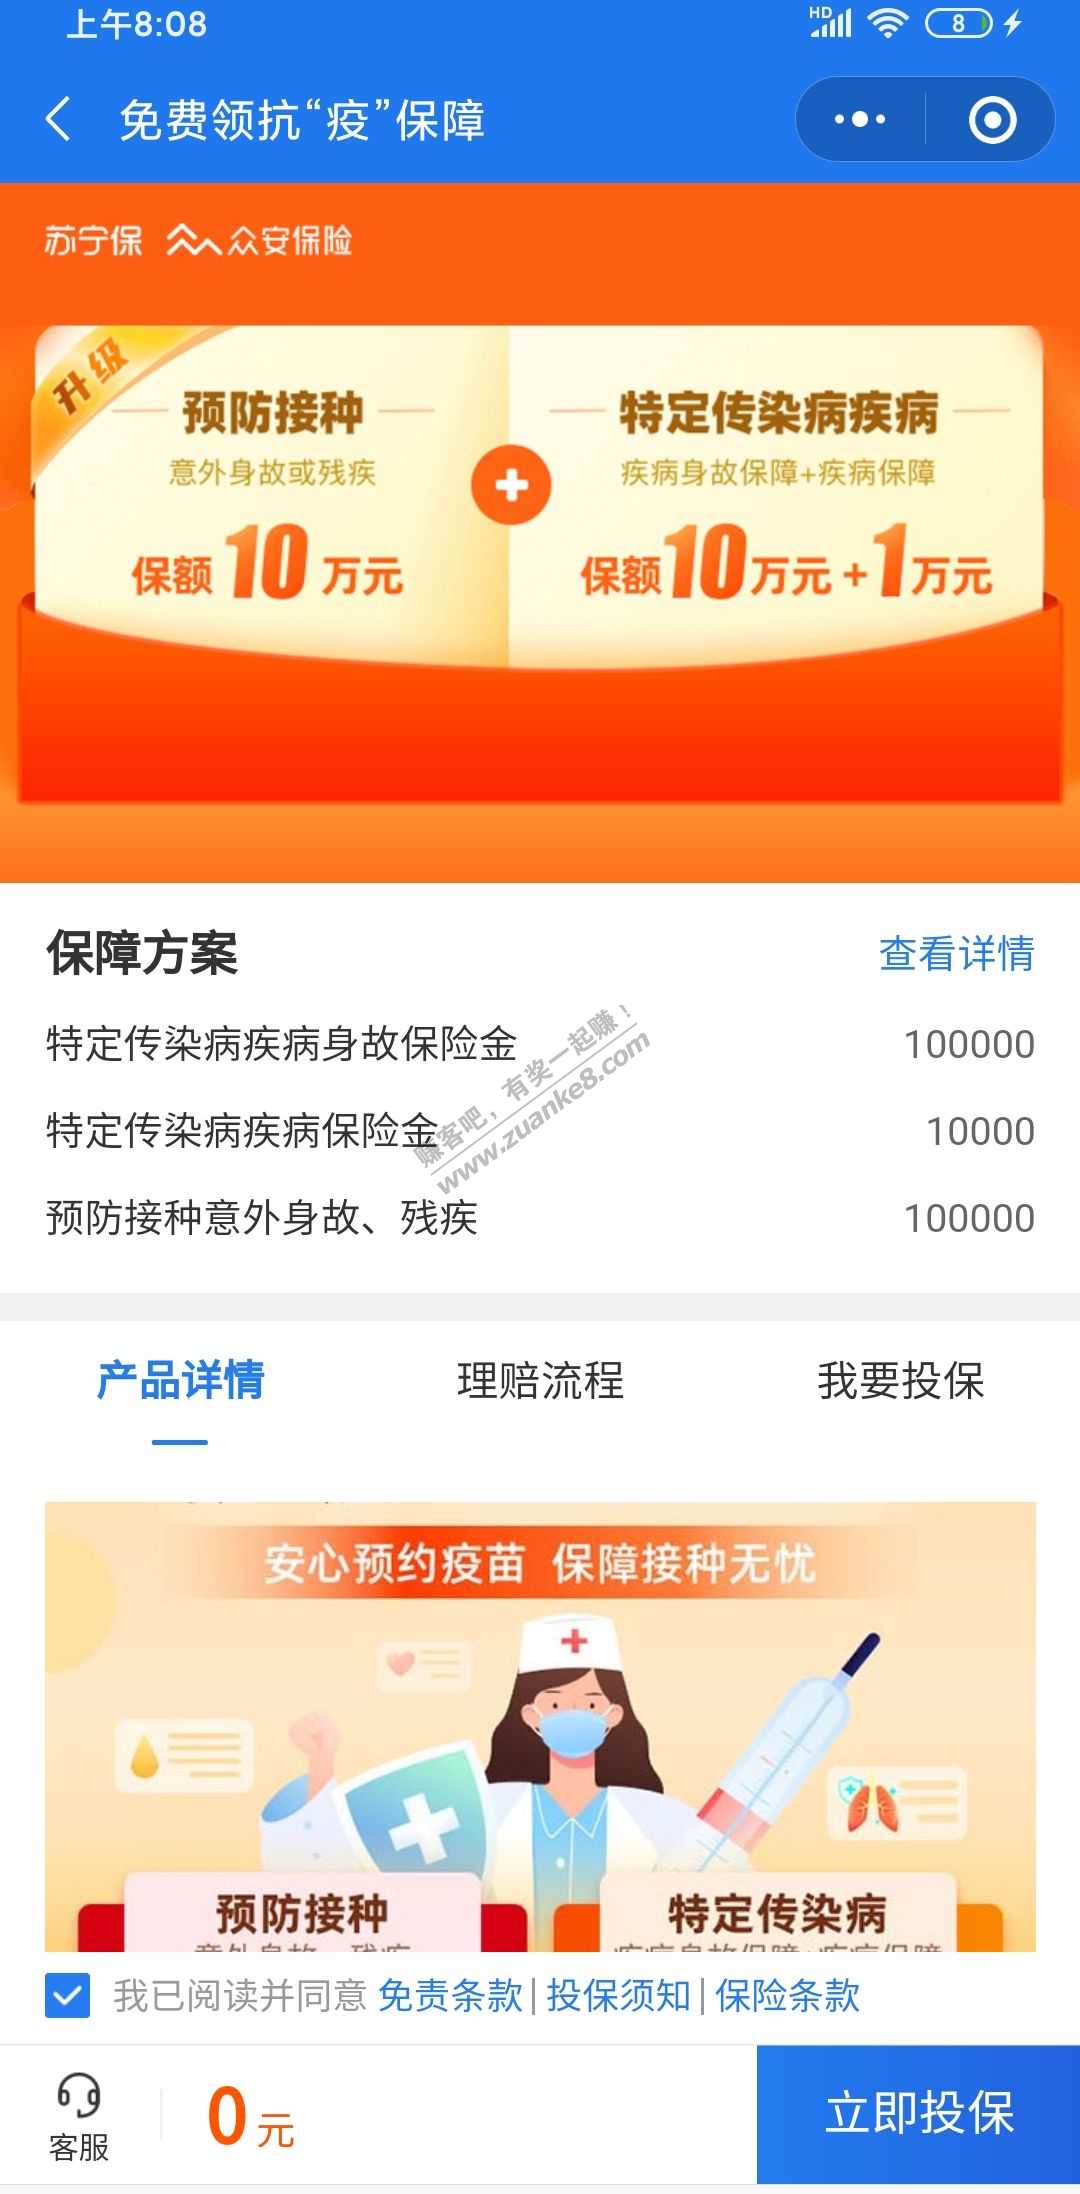 上午8:08
HD
8
免费领抗“疫”保障
苏宁保 众安保险
升级
预防接种
意外身故或残疾
保额10万元
特定传染病疾病
疾病身故保障+疾病保障
保额10万元+1万元
保障方案 查看详情
特定传染病疾病身故保险金 100000
特定传染病疾病保险金 10000
预防接种意外身故、残疾 100000
赚客吧，有奖一起赚！
www.zuanke8.com
产品详情 理赔流程 我要投保
安心预约疫苗 保障接种无忧
预防接种
特定传染病
我已阅读并同意 免责条款|投保须知|保险条款
客服
0元
立即投保